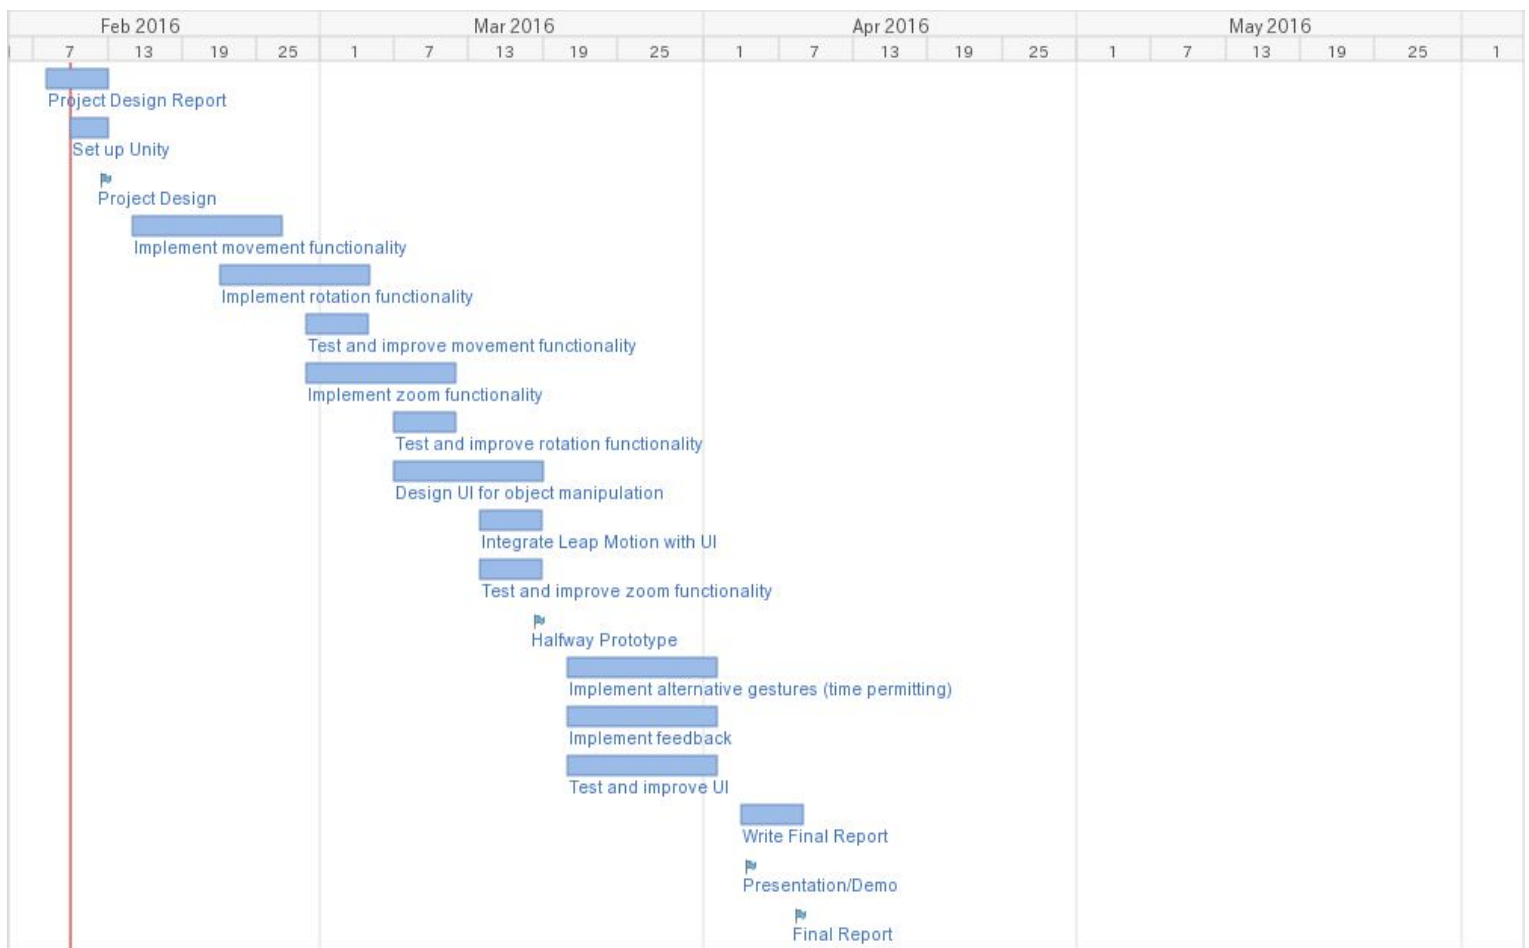 Feb 2016 Mar 2016 Apr 2016 May 2016
7 13 19 25 1 7 13 19 25 1 7 13 19 25 1 7 13 19 25 1
Project Design Report
Set up Unity
Project Design
Implement movement functionality
Implement rotation functionality
Test and improve movement functionality
Implement zoom functionality
Test and improve rotation functionality
Design UI for object manipulation
Integrate Leap Motion with UI
Test and improve zoom functionality
Halfway Prototype
Implement alternative gestures (time permitting)
Implement feedback
Test and improve UI
Write Final Report
Presentation/Demo
Final Report